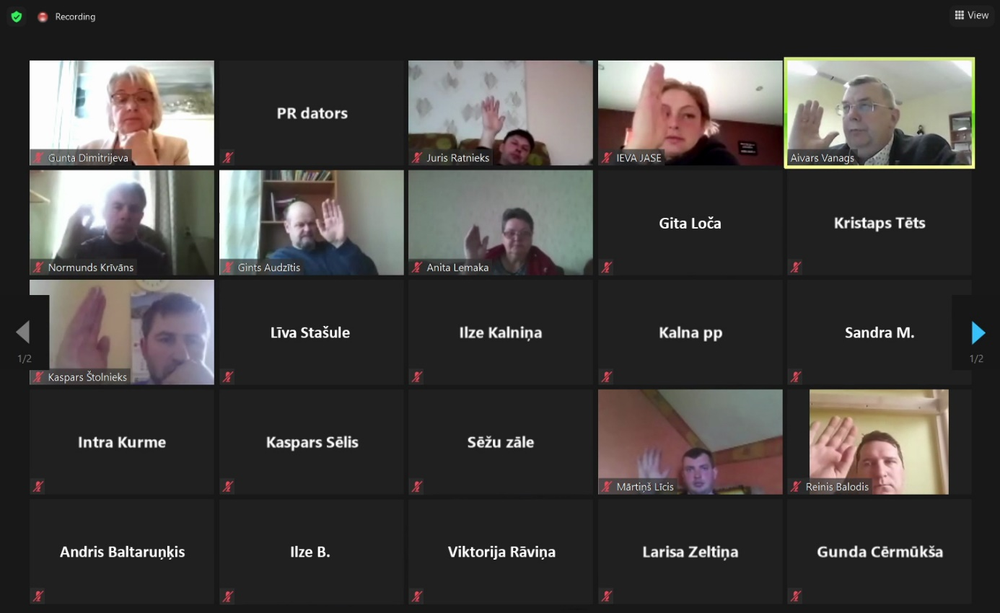 Recording
View
Gunta Dimitrijeva
PR dators
Juris Ratnieks
IEVA JASE
Aivars Vanags
Normunds Krīvāns
Gints Audzītis
Anita Lemaka
Gita Loča
Kristaps Tēts
Kaspars Štolnieks
Līva Stašule
Ilze Kalniņa
Kalna pp
Sandra M.
1/2
1/2
Intra Kurme
Kaspars Sēlis
Sēžu zāle
Mārtiņš Līcis
Reinis Balodis
Andris Baltaruņķis
Ilze B.
Viktorija Rāviņa
Larisa Zeltiņa
Gunda Cērmūkša